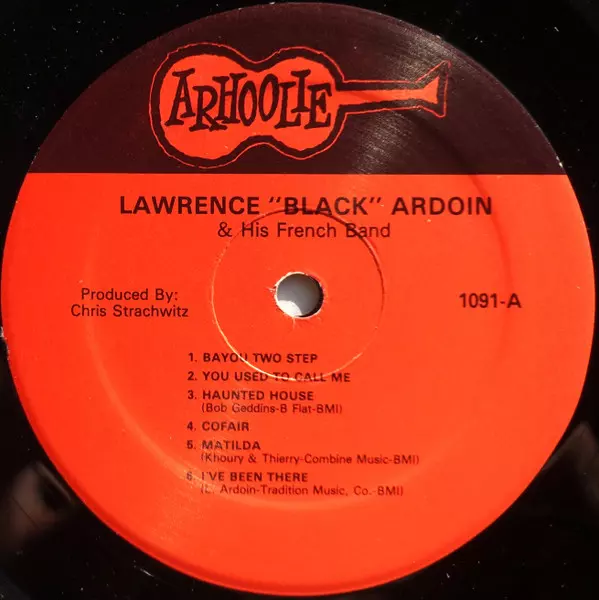 ARHOOLIE
LAWRENCE "BLACK" ARDOIN
& His French Band
Produced By:
Chris Strachwitz
1091-A
1. BAYOU TWO STEP
2. YOU USED TO CALL ME
3. HAUNTED HOUSE
(Bob Geddins-B Flat-BMI)
4. COFAIR
5. MATILDA
(Khoury & Thierry-Combine Music-BMI)
6. I'VE BEEN THERE
(L. Ardoin-Tradition Music, Co.-BMI)